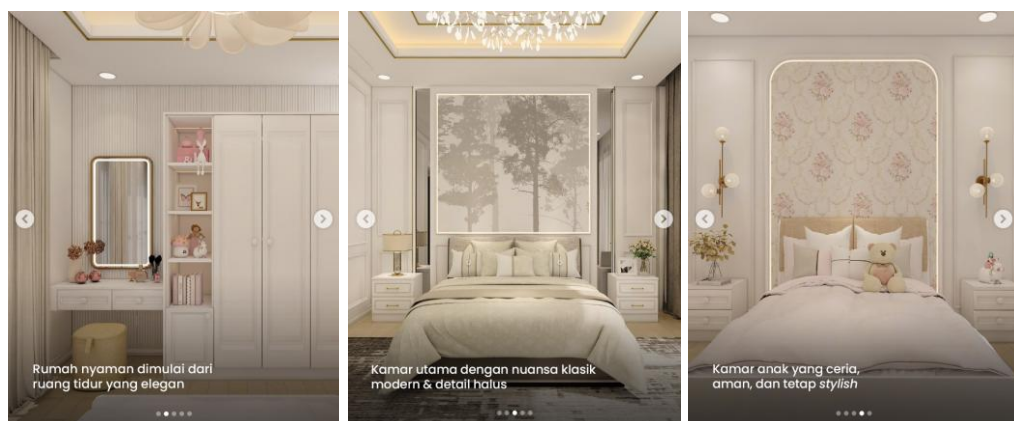 Rumah nyaman dimulai dari
ruang tidur yang elegan
Kamar utama dengan nuansa klasik
modern & detail halus
Kamar anak yang ceria,
aman, dan tetap stylish